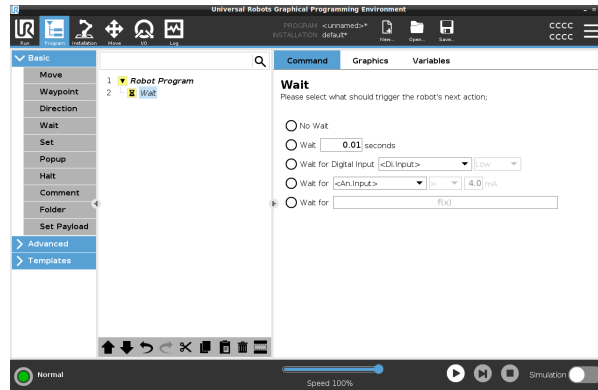 Universal Robots Graphical Programming Environment
UR
Run
Program
Installation
Move
I/O
Log
PROGRAM <unnamed>*
INSTALLATION default*
New...
Open...
Save...
CCCC
CCCC
Basic
Move
Waypoint
Direction
Wait
Set
Popup
Halt
Comment
Folder
Set Payload
Advanced
Templates
1 Robot Program
2 Wait
Command Graphics Variables
Wait
Please select what should trigger the robot's next action;
No Wait
Wait 0.01 seconds
Wait for Digital Input <Di.Input> Low
Wait for <An.Input> > 4.0 mA
Wait for f(x)
Normal
Speed 100%
Simulation